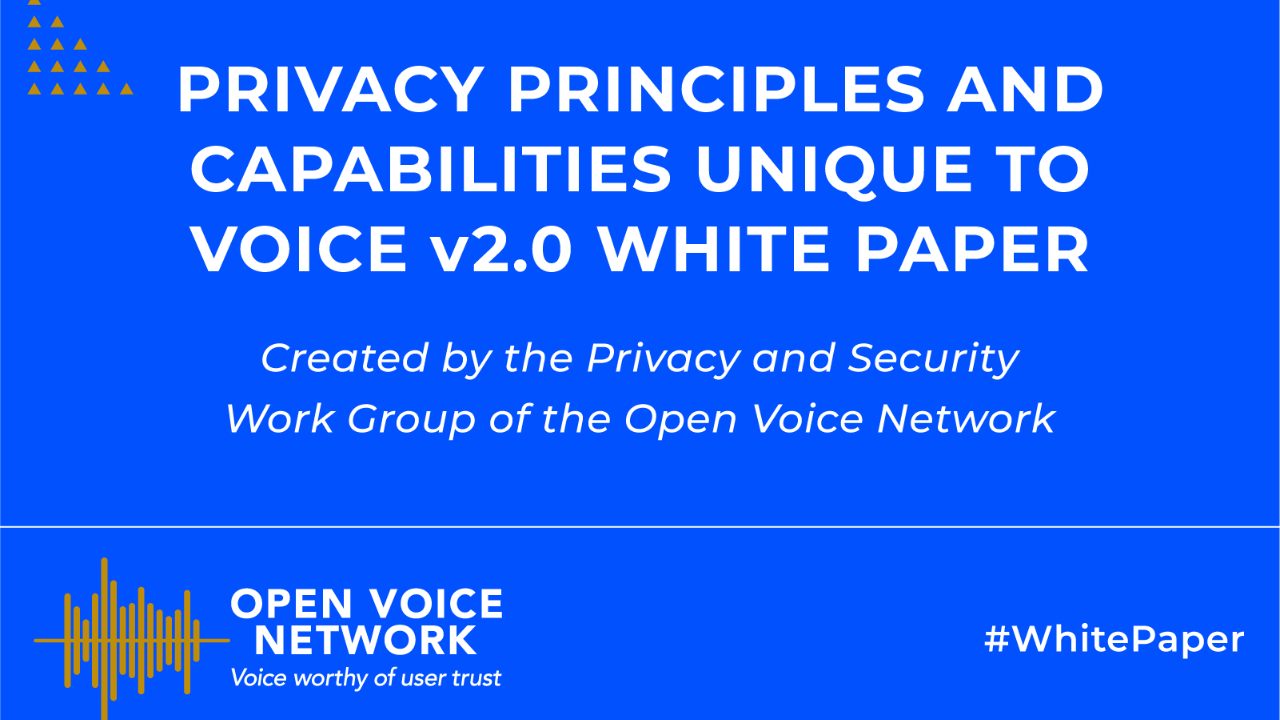 PRIVACY PRINCIPLES AND
CAPABILITIES UNIQUE TO
VOICE v2.0 WHITE PAPER
Created by the Privacy and Security
Work Group of the Open Voice Network
OPEN VOICE
NETWORK
Voice worthy of user trust
#WhitePaper